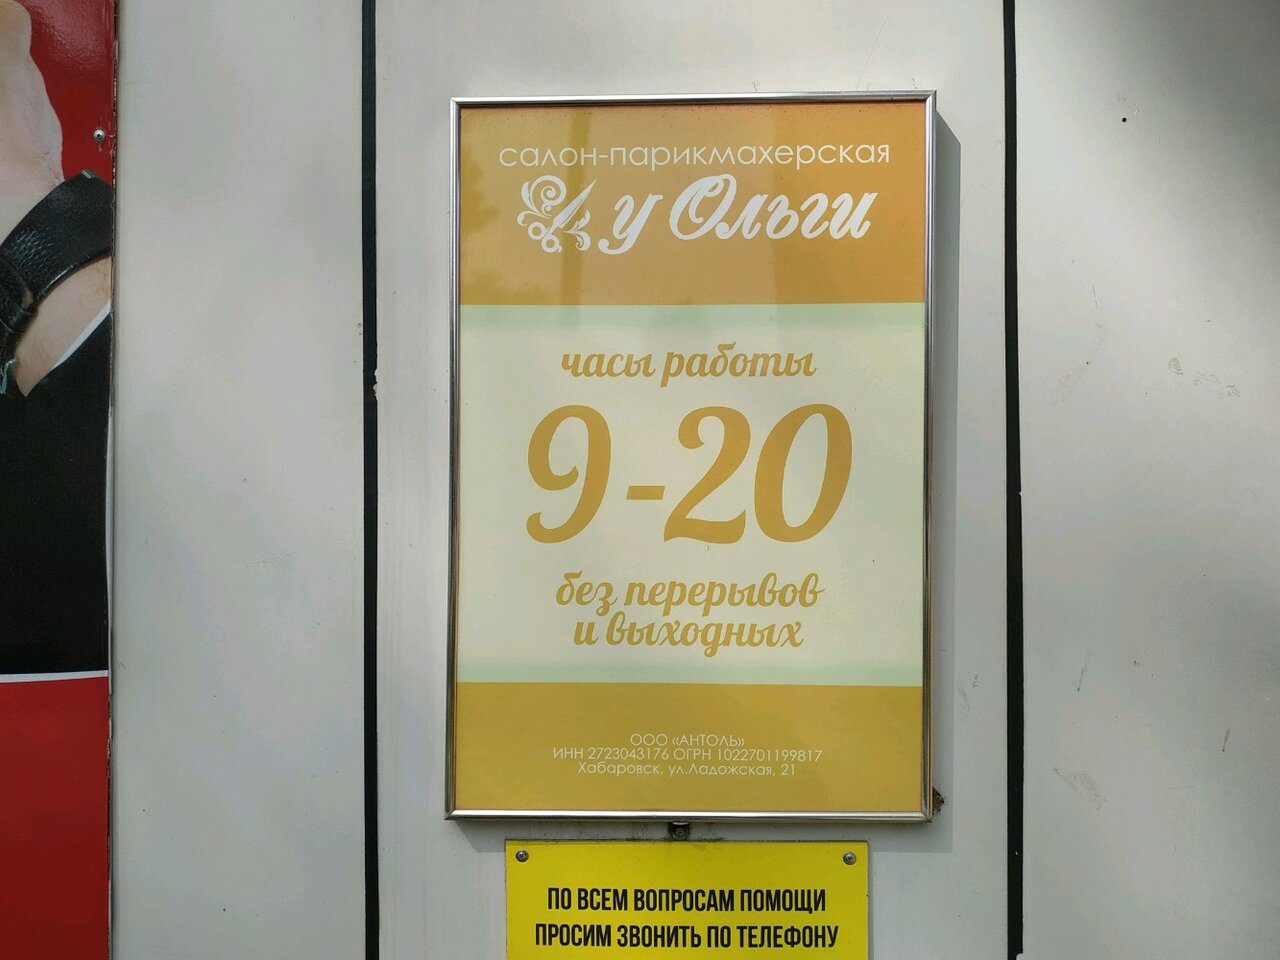 салон-парикмахерская
у Ольги
часы работы
9-20
без перерывов
и выходных
ООО «АНТОЛЬ»
ИНН 2723043176 ОГРН 1022701199817
Хабаровск, ул.Ладожская, 21
ПО ВСЕМ ВОПРОСАМ ПОМОЩИ
ПРОСИМ ЗВОНИТЬ ПО ТЕЛЕФОНУ